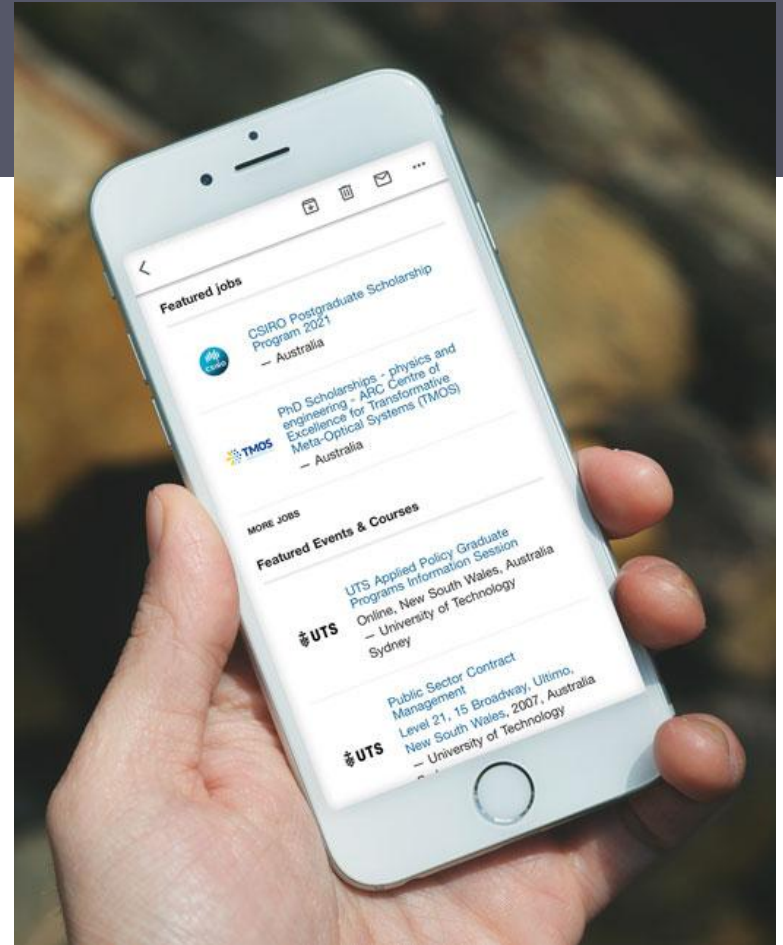 Featured jobs
CSIRO
CSIRO Postgraduate Scholarship
Program 2021
— Australia
TMOS
PhD Scholarships - physics and
engineering - ARC Centre of
Excellence for Transformative
Meta-Optical Systems (TMOS)
— Australia
MORE JOBS
Featured Events & Courses
UTS
UTS Applied Policy Graduate
Programs Information Session
Online, New South Wales, Australia
— University of Technology
Sydney
UTS
Public Sector Contract
Management
Level 21, 15 Broadway, Ultimo,
New South Wales, 2007, Australia
— University of Technology